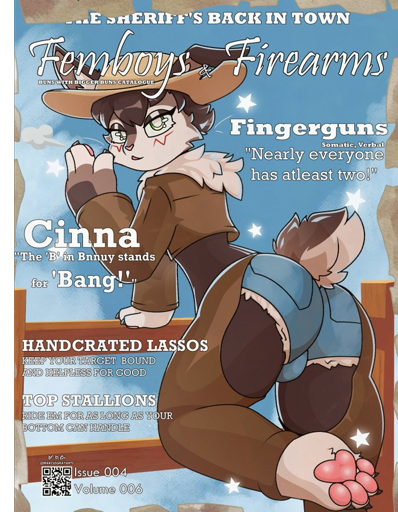 THE SHERIFF'S BACK IN TOWN
Femboys & Firearms
BUNS WITH BIGGER BUNS CATALOGUE
Fingerguns
Somatic, Verbal
"Nearly everyone
has atleast two!"
Cinna
"The 'B' in Bnnuy stands
for 'Bang!'"
HANDCRATED LASSOS
KEEP YOUR TARGET BOUND
AND HELPLESS FOR GOOD
TOP STALLIONS
RIDE EM FOR AS LONG AS YOUR
BOTTOM CAN HANDLE
Issue 004
Volume 006